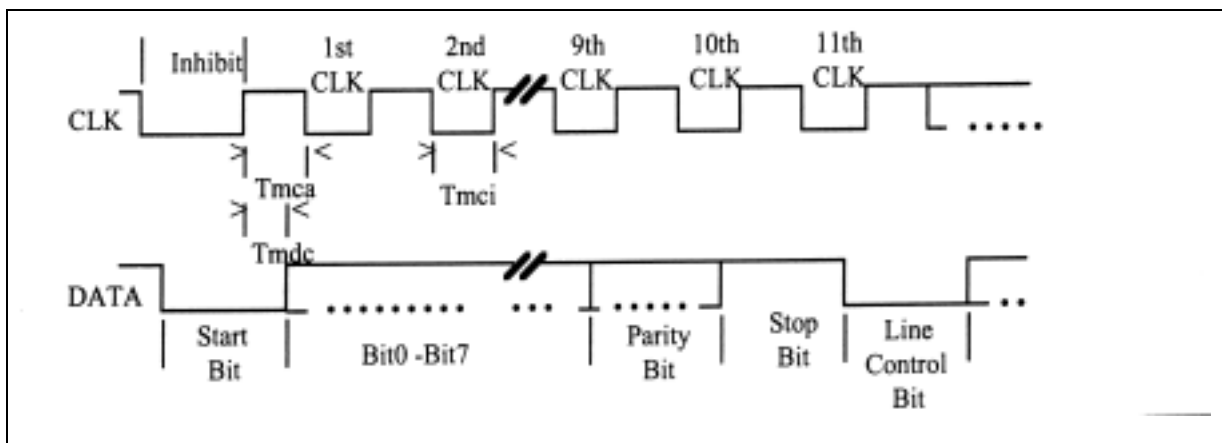 1st 2nd 9th 10th 11th
Inhibit CLK CLK CLK CLK CLK
CLK
Tmca Tmci
Tmdc
DATA
Start Bit
Bit0 -Bit7
Parity Bit
Stop Bit
Line Control Bit